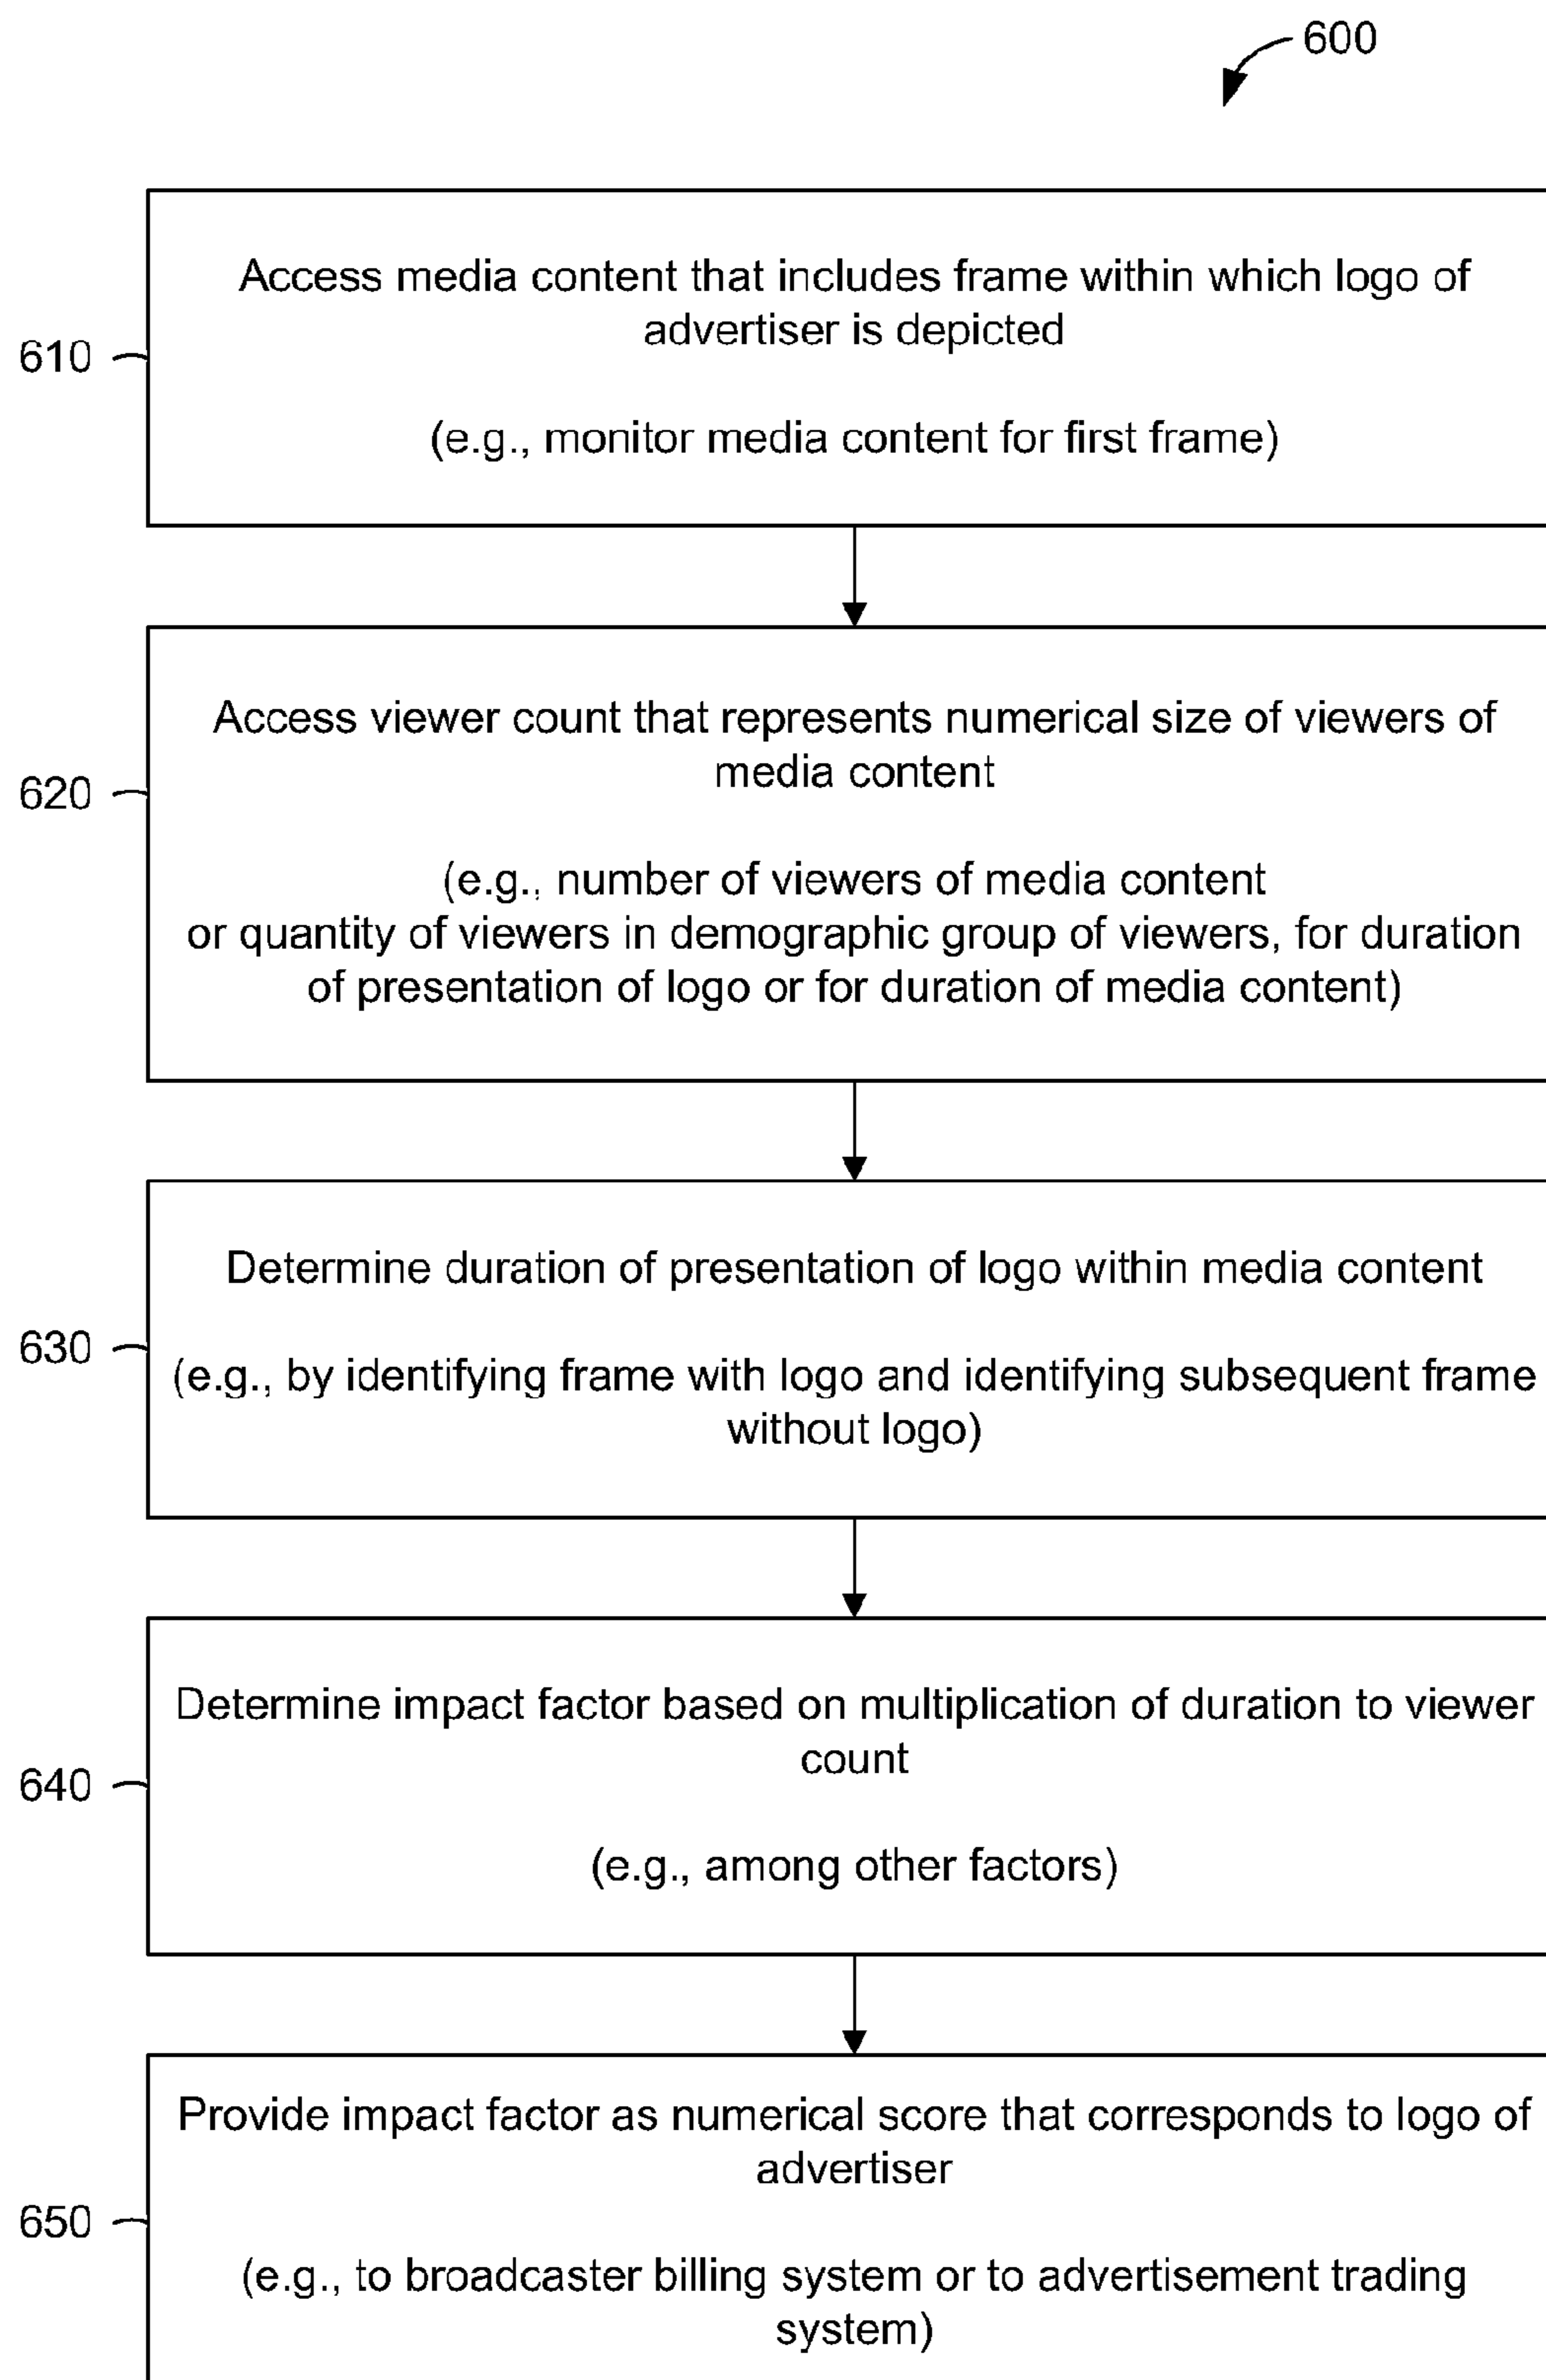 600
610
Access media content that includes frame within which logo of
advertiser is depicted
(e.g., monitor media content for first frame)
620
Access viewer count that represents numerical size of viewers of
media content
(e.g., number of viewers of media content
or quantity of viewers in demographic group of viewers, for duration
of presentation of logo or for duration of media content)
630
Determine duration of presentation of logo within media content
(e.g., by identifying frame with logo and identifying subsequent frame
without logo)
640
Determine impact factor based on multiplication of duration to viewer
count
(e.g., among other factors)
650
Provide impact factor as numerical score that corresponds to logo of
advertiser
(e.g., to broadcaster billing system or to advertisement trading
system)